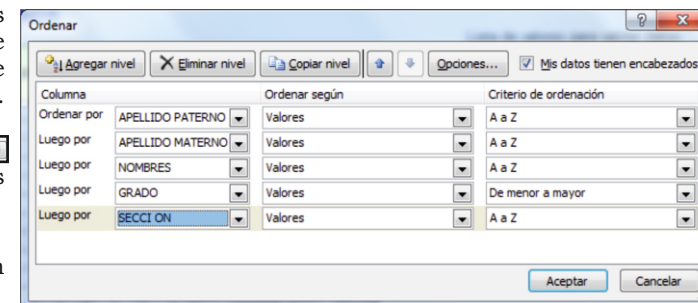 Ordenar
Agregar nivel Eliminar nivel Copiar nivel Opciones... Mis datos tienen encabezados
Columna Ordenar según Criterio de ordenación
Ordenar por APELLIDO PATERNO Valores A a Z
Luego por APELLIDO MATERNO Valores A a Z
Luego por NOMBRES Valores A a Z
Luego por GRADO Valores De menor a mayor
Luego por SECCI ON Valores A a Z
Aceptar Cancelar